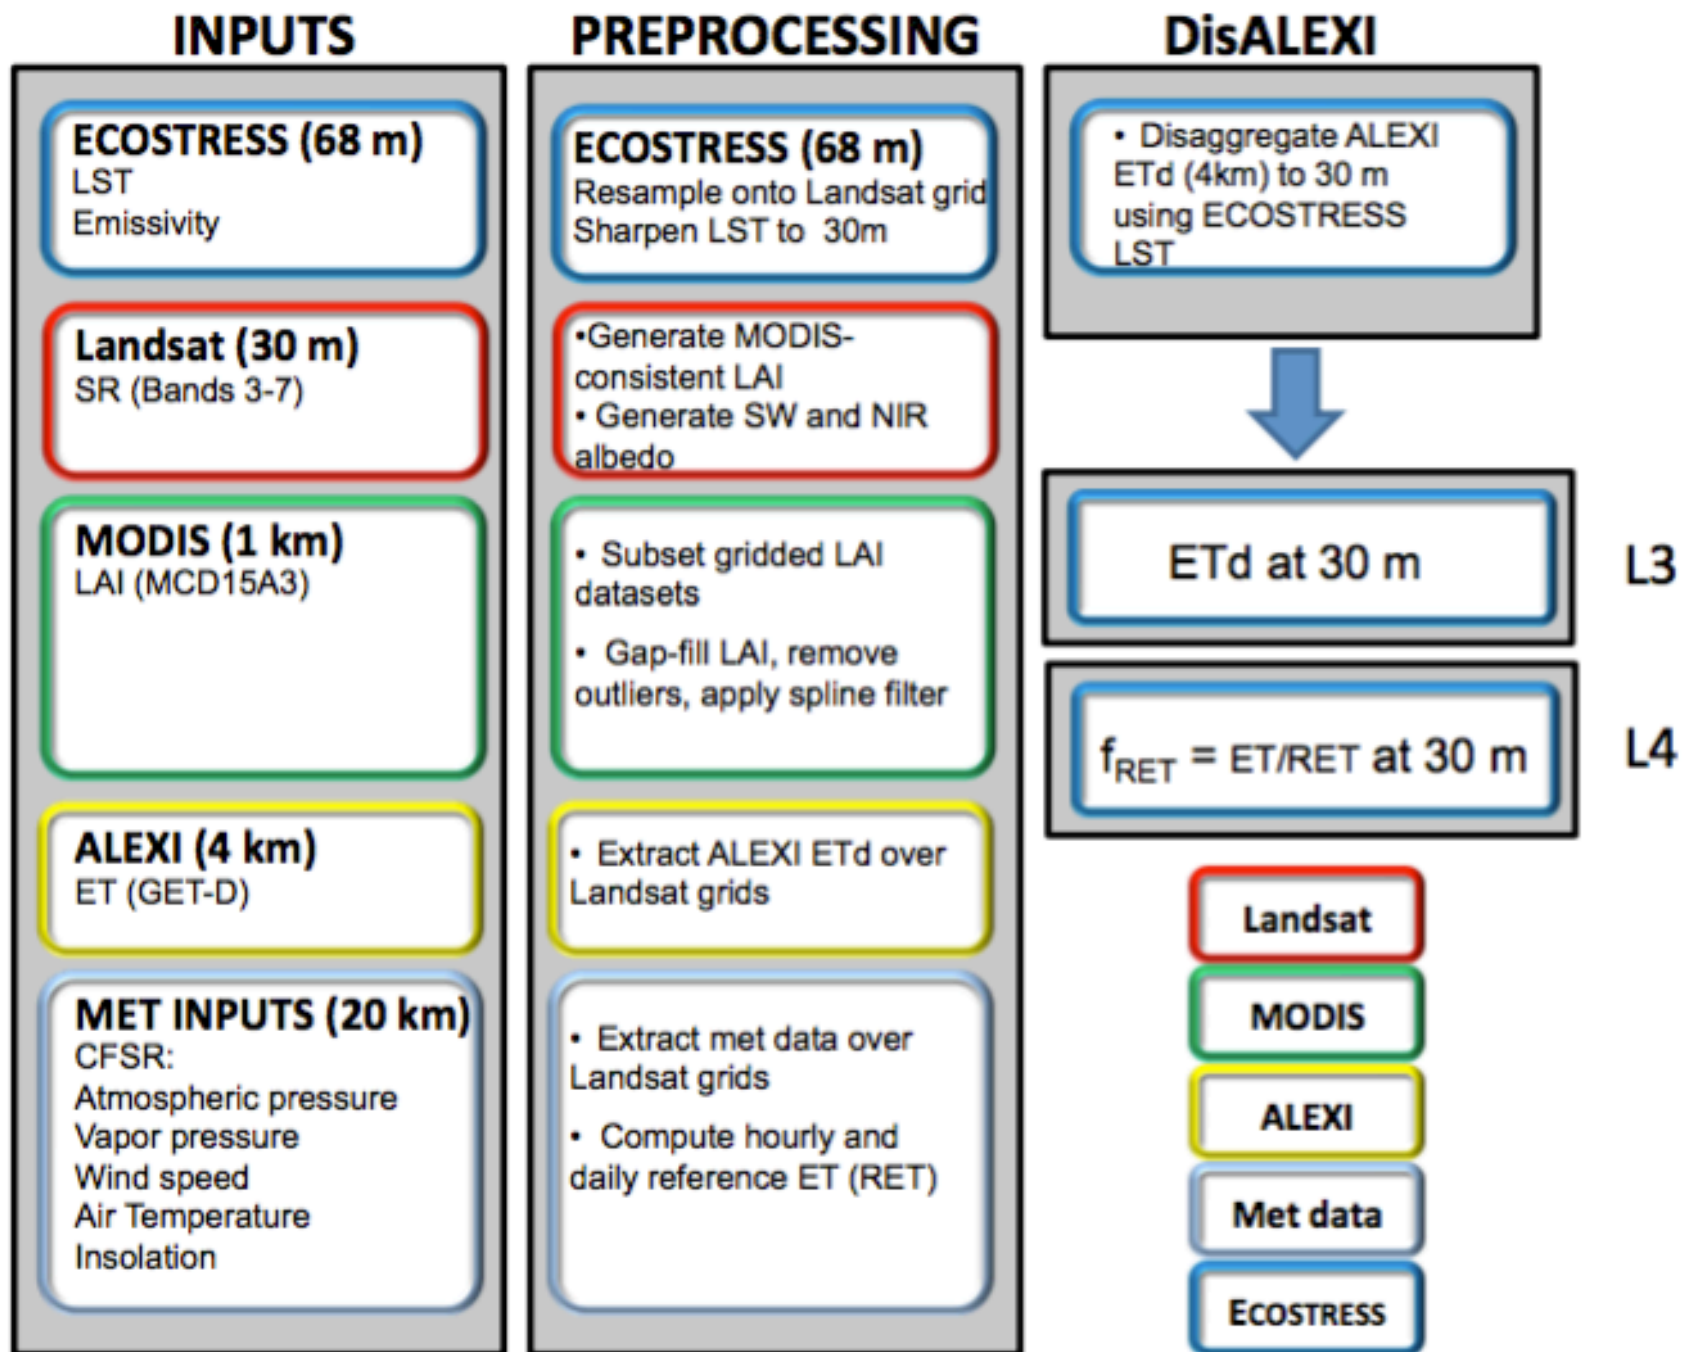 INPUTS
ECOSTRESS (68 m)
LST
Emissivity
Landsat (30 m)
SR (Bands 3-7)
MODIS (1 km)
LAI (MCD15A3)
ALEXI (4 km)
ET (GET-D)
MET INPUTS (20 km)
CFSR:
Atmospheric pressure
Vapor pressure
Wind speed
Air Temperature
Insolation
PREPROCESSING
ECOSTRESS (68 m)
Resample onto Landsat grid
Sharpen LST to 30m
•Generate MODIS-
consistent LAI
• Generate SW and NIR
albedo
• Subset gridded LAI
datasets
• Gap-fill LAI, remove
outliers, apply spline filter
• Extract ALEXI ETd over
Landsat grids
• Extract met data over
Landsat grids
• Compute hourly and
daily reference ET (RET)
DisALEXI
• Disaggregate ALEXI
ETd (4km) to 30 m
using ECOSTRESS
LST
ETd at 30 m
L3
fRET = ET/RET at 30 m
L4
Landsat
MODIS
ALEXI
Met data
ECOSTRESS